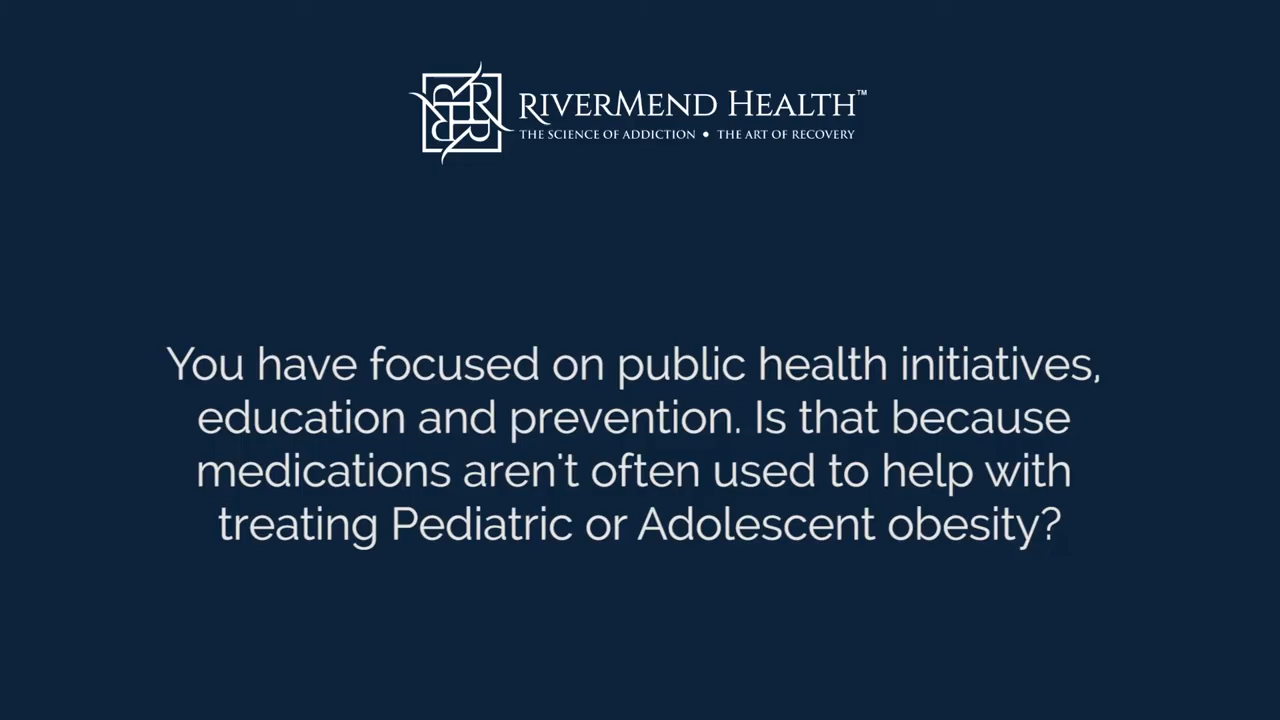 RIVERMEND HEALTH™
THE SCIENCE OF ADDICTION • THE ART OF RECOVERY
You have focused on public health initiatives,
education and prevention. Is that because
medications aren't often used to help with
treating Pediatric or Adolescent obesity?